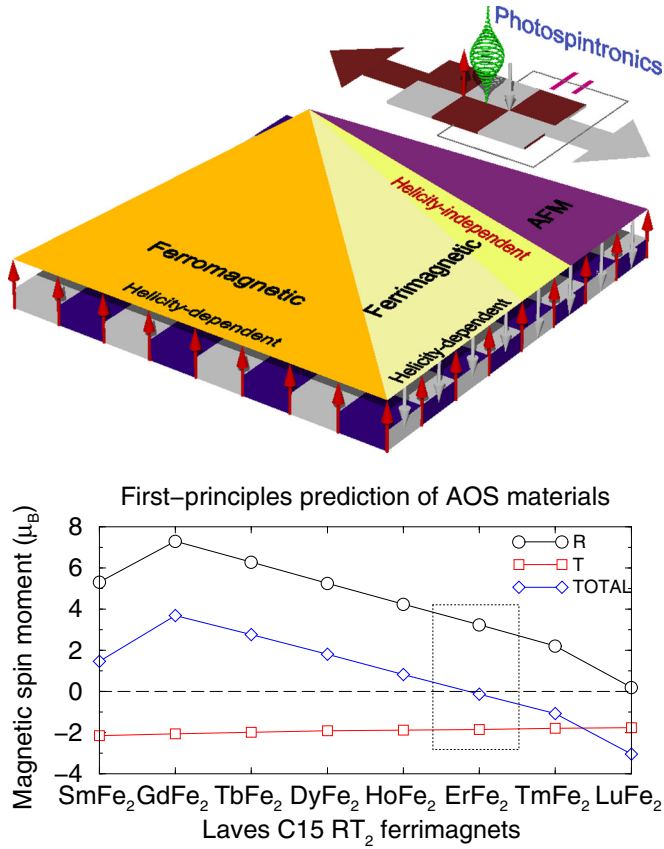 Photospintronics
Helicity-independent
AFM
Ferromagnetic
Ferrimagnetic
Helicity-dependent
Helicity-dependent
First-principles prediction of AOS materials
Magnetic spin moment (μB)
8
6
4
2
0
−2
−4
R
T
TOTAL
SmFe2 GdFe2 TbFe2 DyFe2 HoFe2 ErFe2 TmFe2 LuFe2
Laves C15 RT2 ferrimagnets